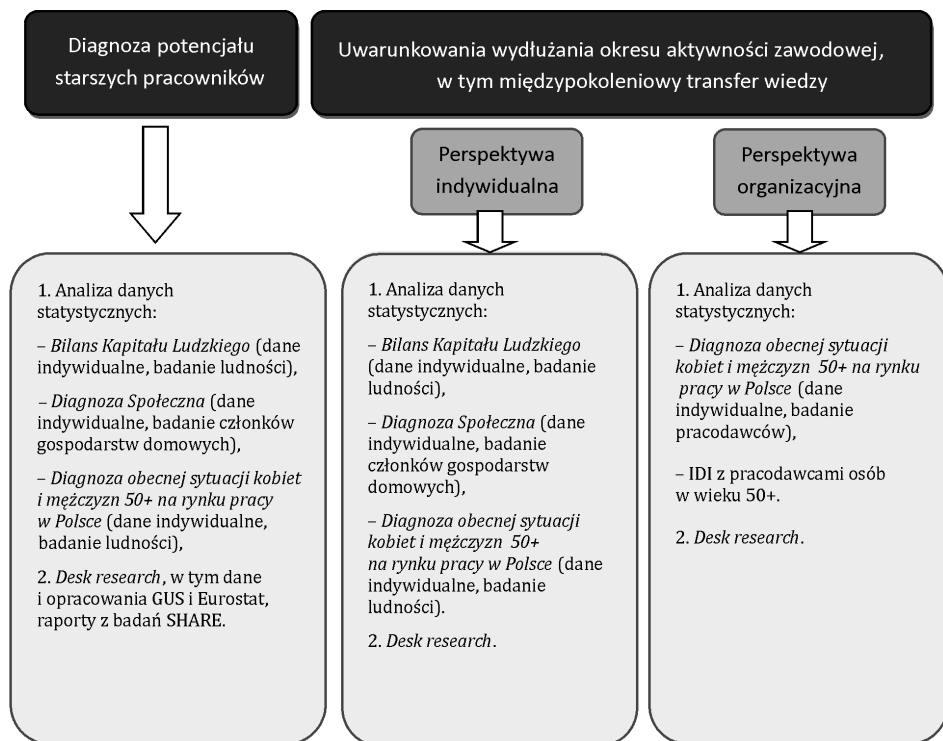 Diagnoza potencjału
starszych pracowników
Uwarunkowania wydłużania okresu aktywności zawodowej,
w tym międzypokoleniowy transfer wiedzy
Perspektywa
indywidualna
Perspektywa
organizacyjna
1. Analiza danych
statystycznych:
– Bilans Kapitału Ludzkiego (dane
indywidualne, badanie ludności),
– Diagnoza Społeczna (dane
indywidualne, badanie członków
gospodarstw domowych),
– Diagnoza obecnej sytuacji kobiet
i mężczyzn 50+ na rynku pracy
w Polsce (dane indywidualne,
badanie ludności),
2. Desk research, w tym dane
i opracowania GUS i Eurostat,
raporty z badań SHARE.
1. Analiza danych
statystycznych:
– Bilans Kapitału Ludzkiego
(dane indywidualne, badanie
ludności),
– Diagnoza Społeczna (dane
indywidualne, badanie
członków gospodarstw
domowych),
– Diagnoza obecnej sytuacji
kobiet i mężczyzn 50+
na rynku pracy w Polsce (dane
indywidualne, badanie
ludności).
2. Desk research.
1. Analiza danych
statystycznych:
– Diagnoza obecnej sytuacji
kobiet i mężczyzn 50+ na rynku
pracy w Polsce (dane
indywidualne, badanie
pracodawców),
– IDI z pracodawcami osób
w wieku 50+.
2. Desk research.